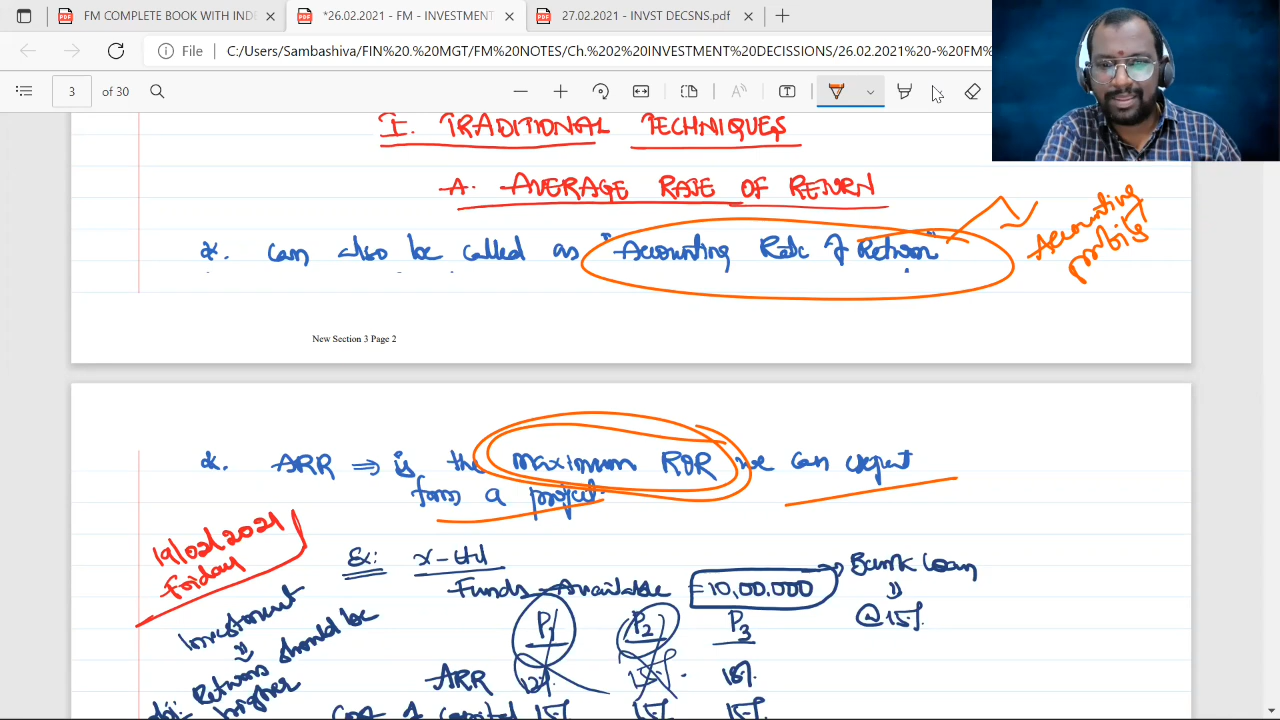 FM COMPLETE BOOK WITH INDE
*26.02.2021 - FM - INVESTMENT
27.02.2021 - INVST DECSNS.pdf
File C:/Users/Sambashiva/FIN%20.%20MGT/FM%20NOTES/Ch.%202%20INVESTMENT%20DECISSIONS/26.02.2021%20-%20FM%
3 of 30
I. TRADITIONAL TECHNIQUES
A. AVERAGE RATE OF RETURN
*. Can also be called as "Accounting Rate of Return"
Accounting
profits
New Section 3 Page 2
*. ARR ⇒ is the maximum ROR we can expect
from a project
19/02/2021
Friday
Ex: X-Ltd
Funds Available = 10,00,000 → Bank loan
@15%
Investment
Returns should be
higher
P1 P2 P3
ARR 12% 15% 18%
Cost of capital 15% 15% 15%